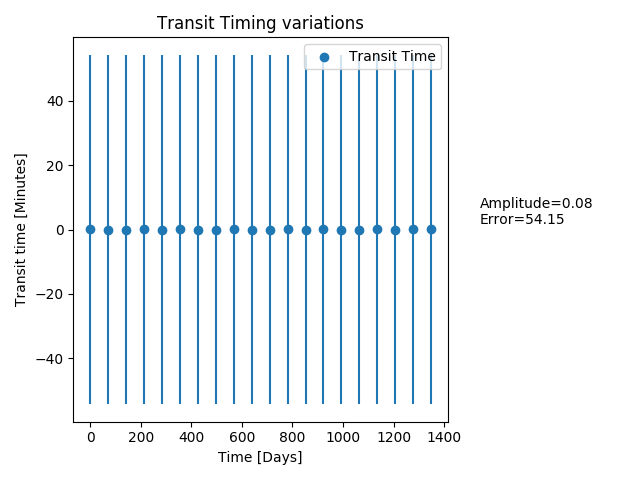 Transit Timing variations
Transit Time
Transit time [Minutes]
40
20
0
−20
−40
0 200 400 600 800 1000 1200 1400
Time [Days]
Amplitude=0.08
Error=54.15